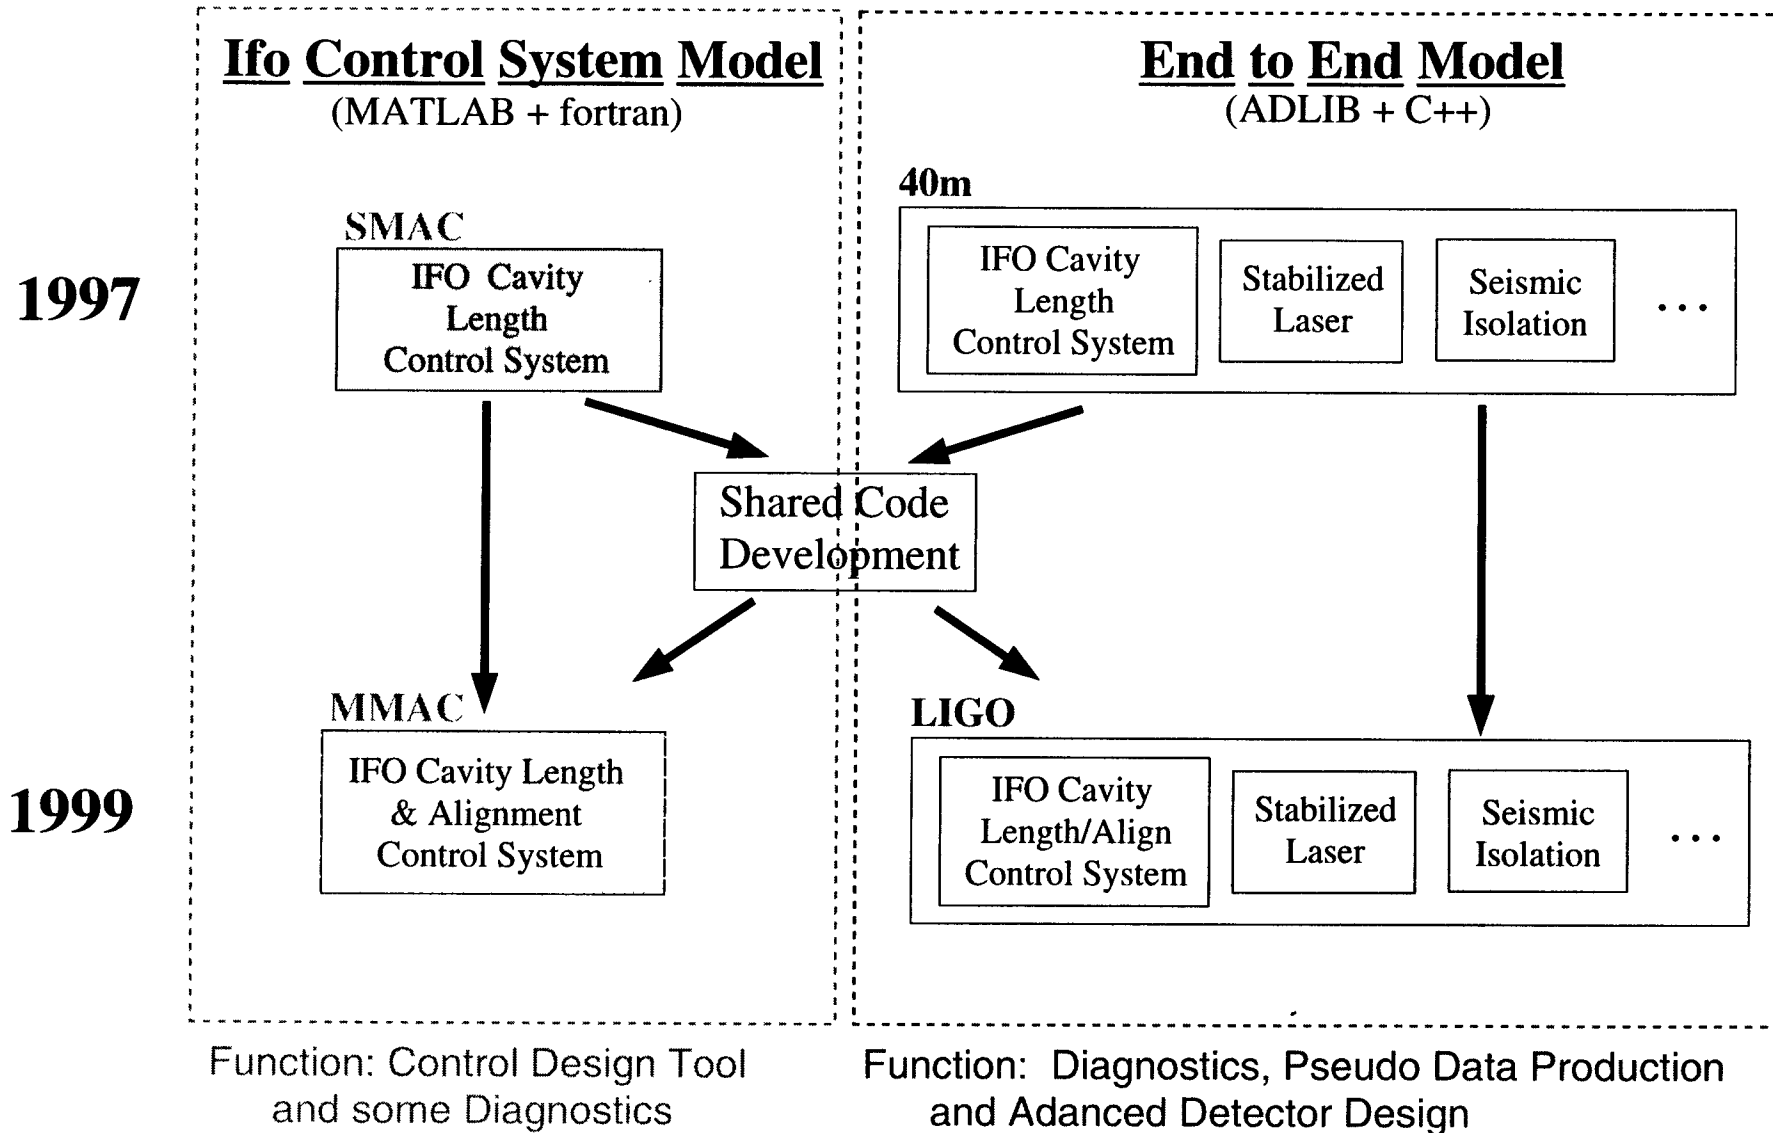 Ifo Control System Model
(MATLAB + fortran)
End to End Model
(ADLIB + C++)
1997
SMAC
IFO Cavity
Length
Control System
40m
IFO Cavity
Length
Control System
Stabilized
Laser
Seismic
Isolation
...
Shared Code
Development
1999
MMAC
IFO Cavity Length
& Alignment
Control System
LIGO
IFO Cavity
Length/Align
Control System
Stabilized
Laser
Seismic
Isolation
...
Function: Control Design Tool
and some Diagnostics
Function: Diagnostics, Pseudo Data Production
and Adanced Detector Design